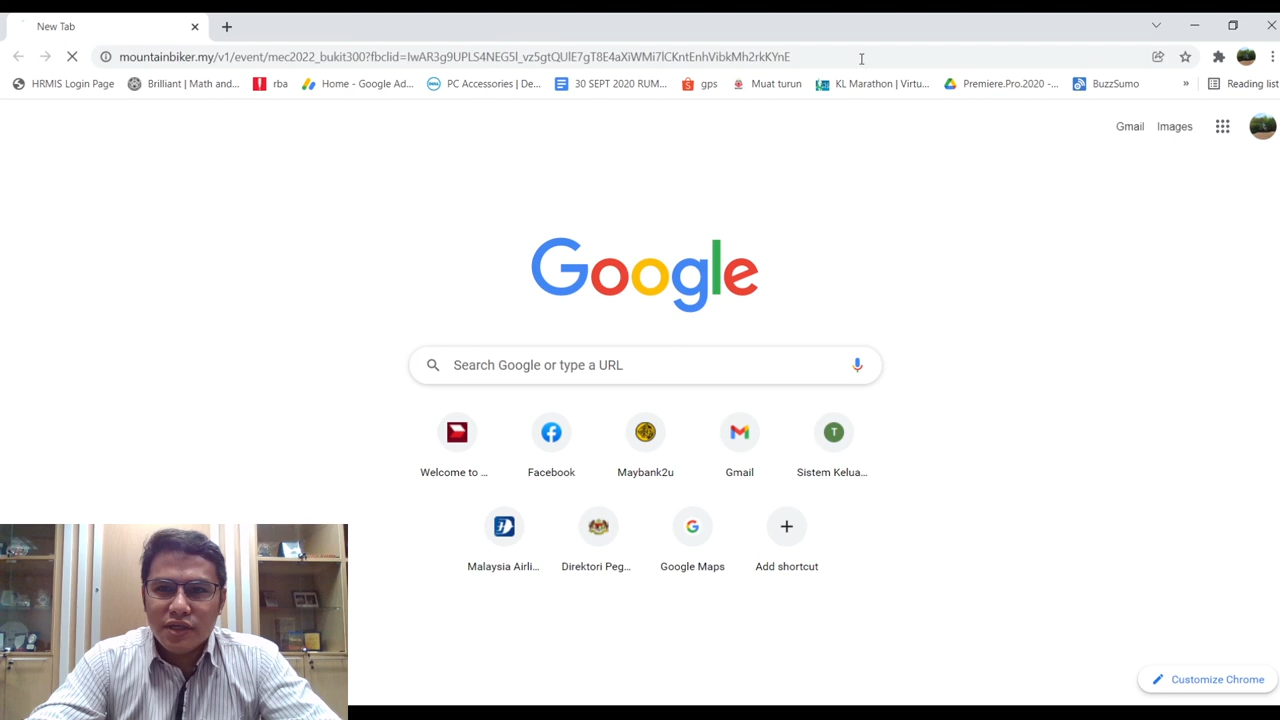 New Tab
mountainbiker.my/v1/event/mec2022_bukit300?fbclid=IwAR3g9UPLS4NEG5l_vz5gtQUlE7gT8E4aXiWMi7lCKntEnhVibkMh2rkKYnE
HRMIS Login Page Brilliant | Math and... rba Home - Google Ad... PC Accessories | De... 30 SEPT 2020 RUM... gps Muat turun KL Marathon | Virtu... Premiere.Pro.2020 -... BuzzSumo » Reading list
Gmail Images
Google
Search Google or type a URL
Welcome to ... Facebook Maybank2u Gmail Sistem Kelua...
T
Malaysia Airli... Direktori Peg... Google Maps Add shortcut
Customize Chrome